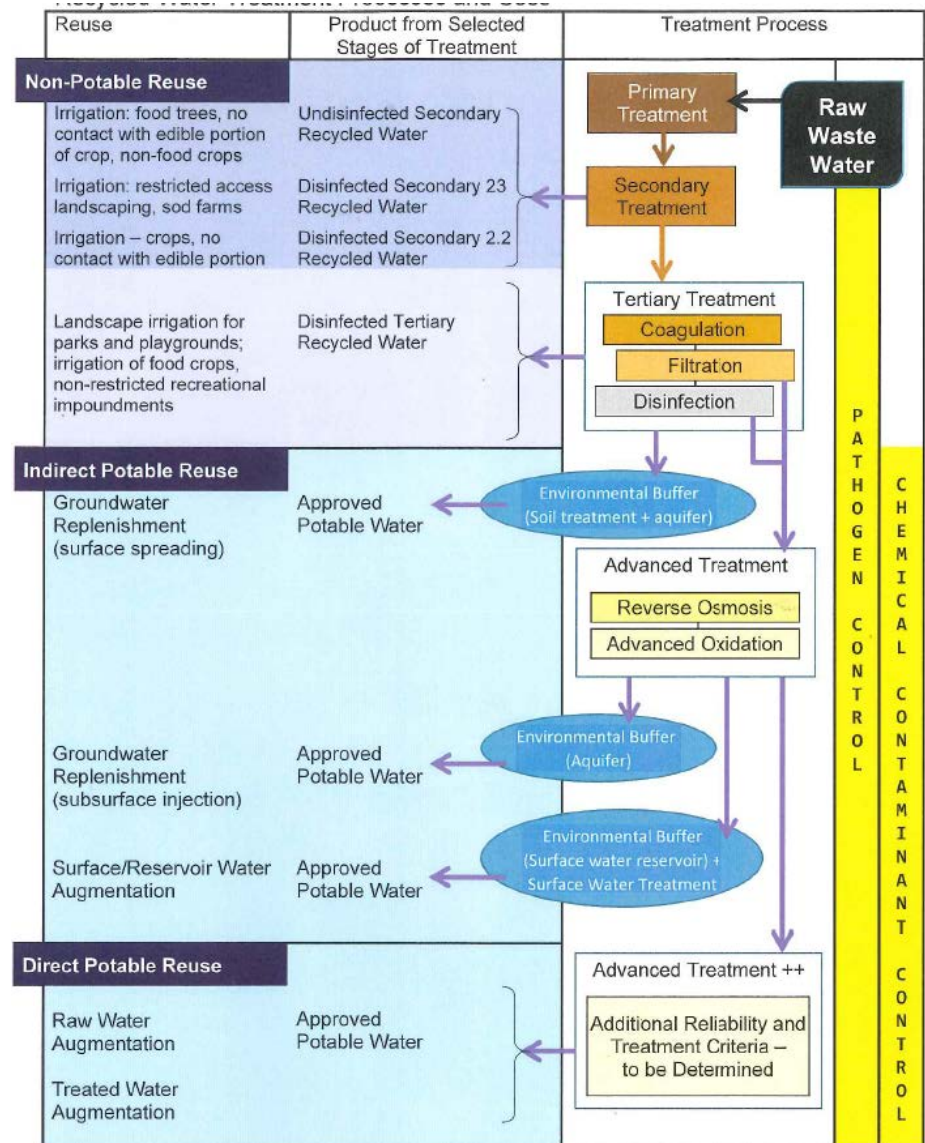 Recycled Water Treatment Processes and Uses
Reuse
Product from Selected
Stages of Treatment
Treatment Process
Non-Potable Reuse
Irrigation: food trees, no
contact with edible portion
of crop, non-food crops
Undisinfected Secondary
Recycled Water
Irrigation: restricted access
landscaping, sod farms
Disinfected Secondary 23
Recycled Water
Irrigation – crops, no
contact with edible portion
Disinfected Secondary 2.2
Recycled Water
Landscape irrigation for
parks and playgrounds;
irrigation of food crops,
non-restricted recreational
impoundments
Disinfected Tertiary
Recycled Water
Primary
Treatment
Raw
Waste
Water
Secondary
Treatment
Tertiary Treatment
Coagulation
Filtration
Disinfection
Indirect Potable Reuse
Groundwater
Replenishment
(surface spreading)
Approved
Potable Water
Environmental Buffer
(Soil treatment + aquifer)
Advanced Treatment
Reverse Osmosis
Advanced Oxidation
Groundwater
Replenishment
(subsurface injection)
Approved
Potable Water
Environmental Buffer
(Aquifer)
Surface/Reservoir Water
Augmentation
Approved
Potable Water
Environmental Buffer
(Surface water reservoir) +
Surface Water Treatment
Direct Potable Reuse
Raw Water
Augmentation
Approved
Potable Water
Treated Water
Augmentation
Advanced Treatment ++
Additional Reliability and
Treatment Criteria –
to be Determined
PATHOGEN CONTROL
CHEMICAL CONTAMINANT CONTROL